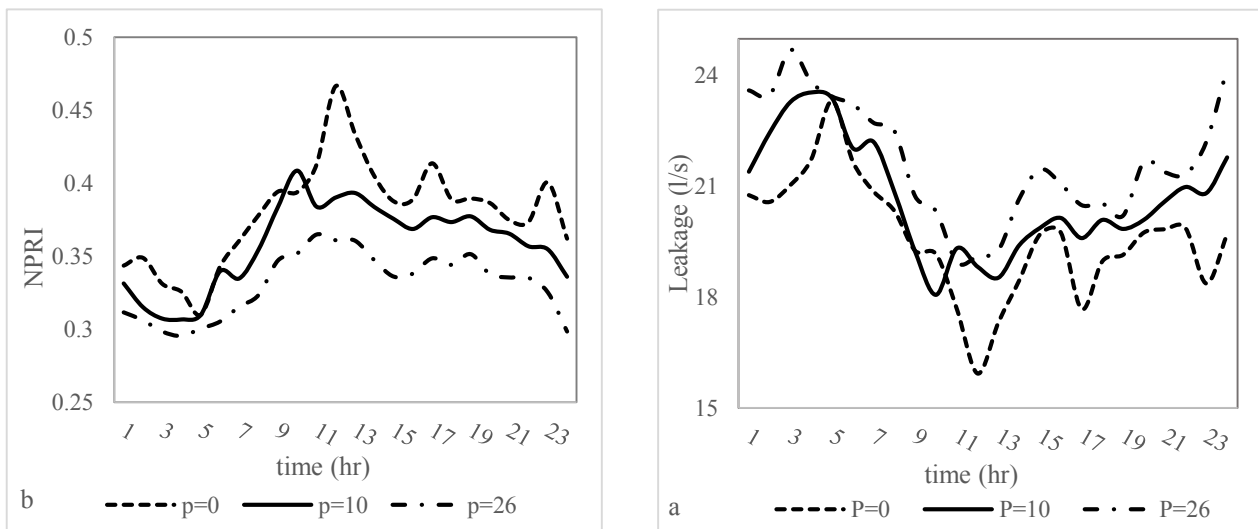 0.5
0.45
0.4
0.35
0.3
0.25
NPRI
1 3 5 7 9 11 13 15 17 19 21 23
time (hr)
b
p=0 p=10 p=26
24
21
18
15
Leakage (l/s)
1 3 5 7 9 11 13 15 17 19 21 23
time (hr)
a
P=0 P=10 P=26